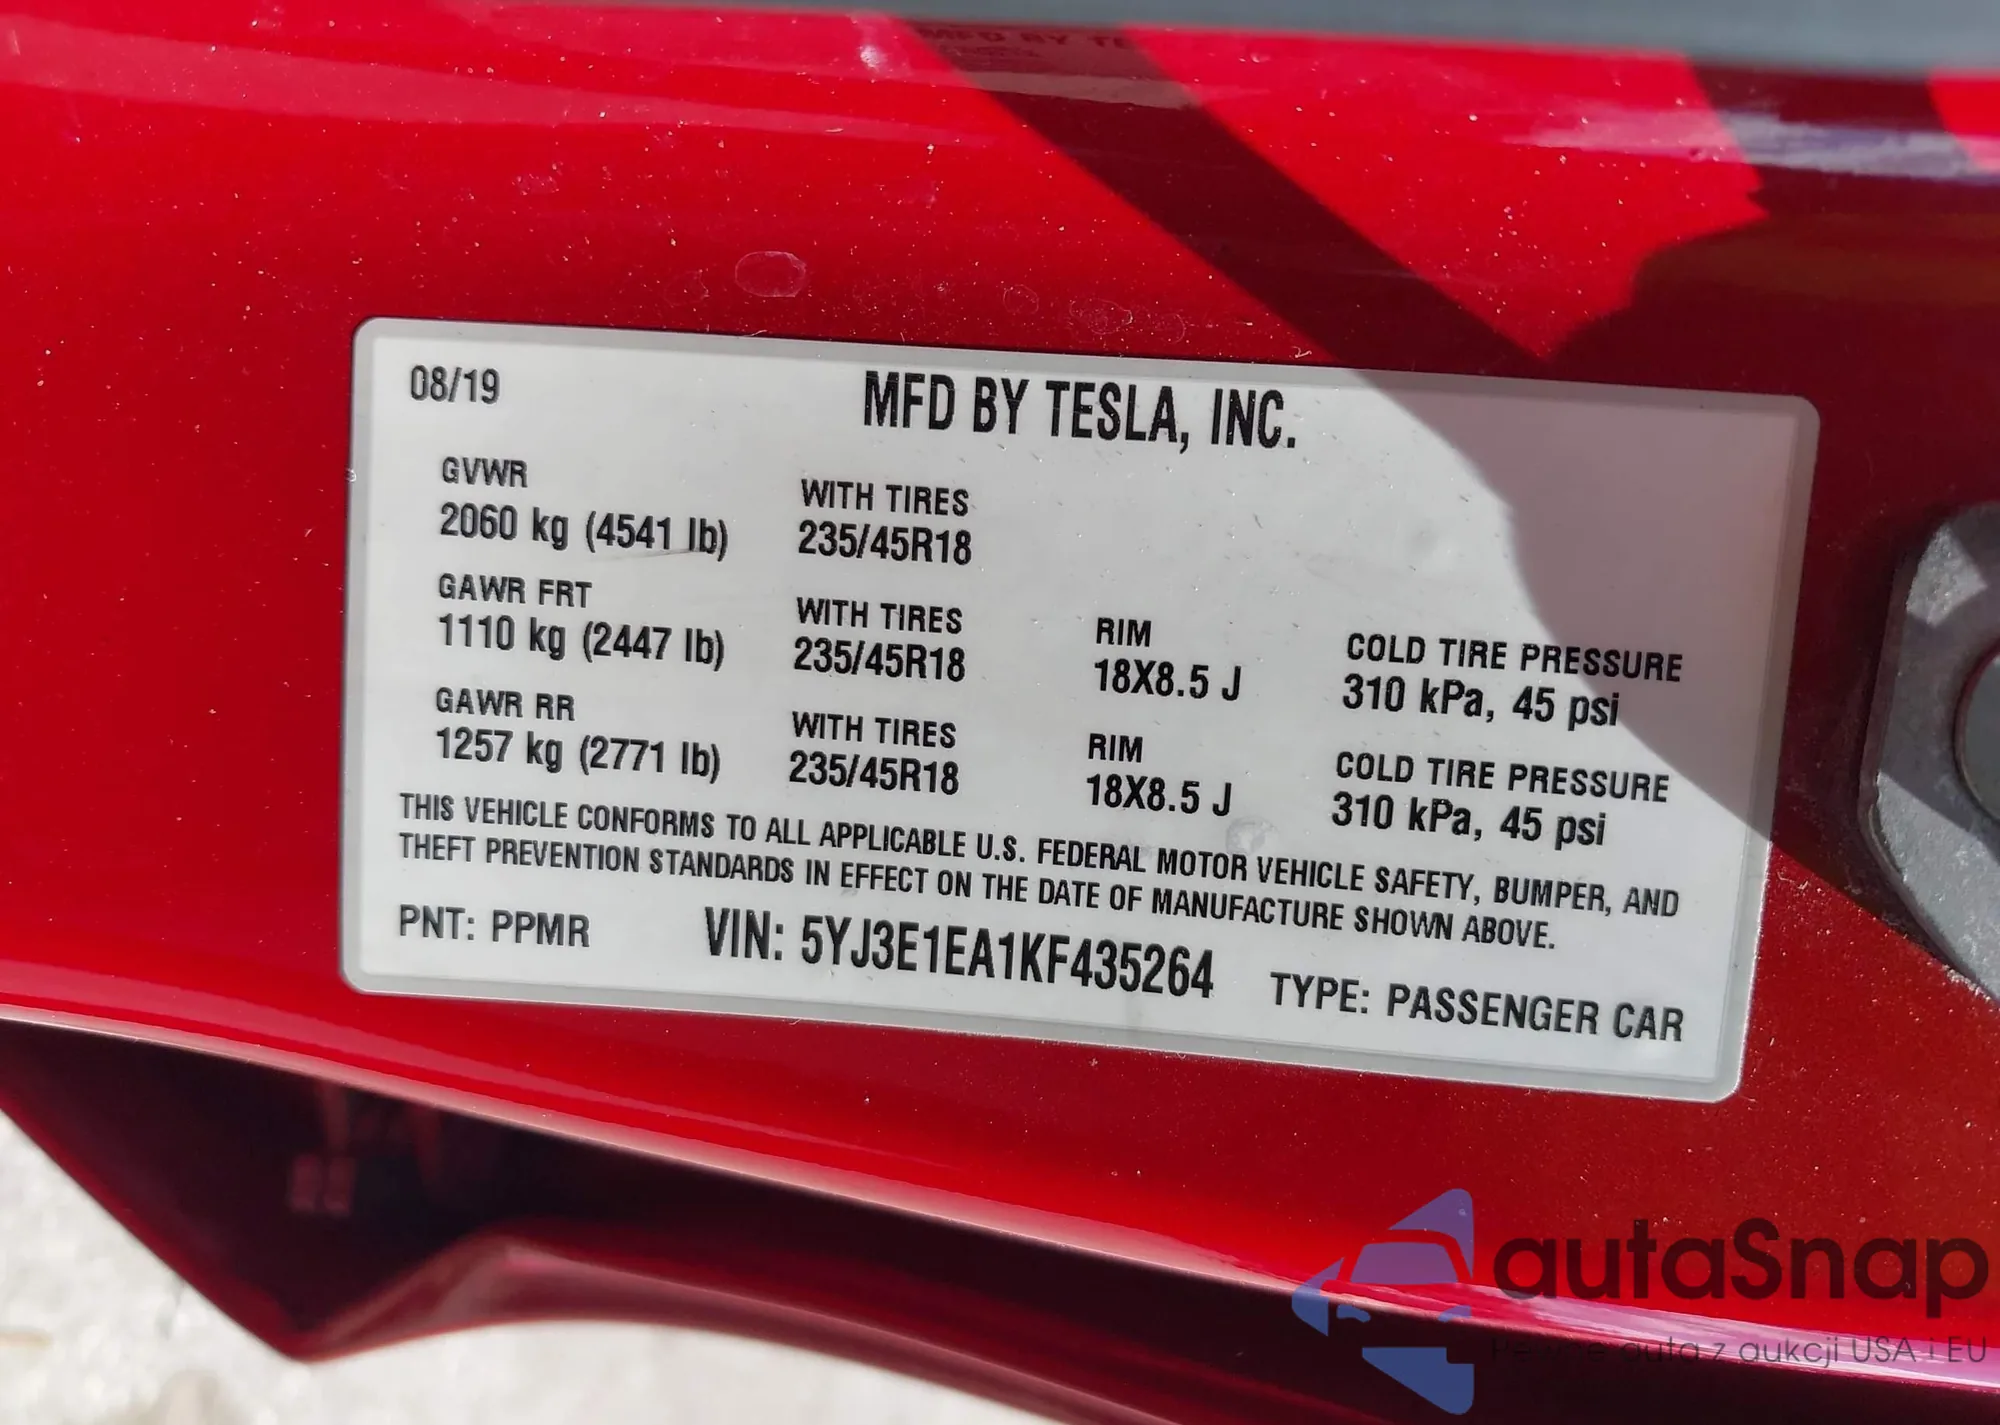 08/19
MFD BY TESLA, INC.
GVWR
2060 kg (4541 lb)
WITH TIRES
235/45R18
GAWR FRT
1110 kg (2447 lb)
WITH TIRES
235/45R18
RIM
18X8.5 J
COLD TIRE PRESSURE
310 kPa, 45 psi
GAWR RR
1257 kg (2771 lb)
WITH TIRES
235/45R18
RIM
18X8.5 J
COLD TIRE PRESSURE
310 kPa, 45 psi
THIS VEHICLE CONFORMS TO ALL APPLICABLE U.S. FEDERAL MOTOR VEHICLE SAFETY, BUMPER, AND
THEFT PREVENTION STANDARDS IN EFFECT ON THE DATE OF MANUFACTURE SHOWN ABOVE.
PNT: PPMR
VIN: 5YJ3E1EA1KF435264
TYPE: PASSENGER CAR
autaSnap
auta z aukcji USA i EU